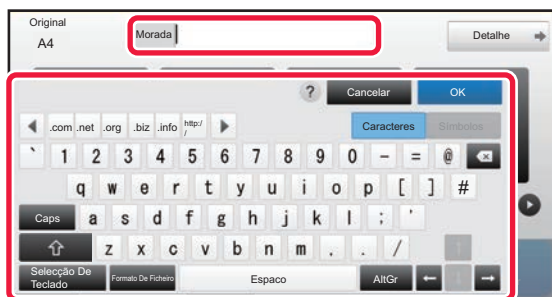 Original
A4
Morada
Detalhe
?
Cancelar
OK
.com .net .org .biz .info http://
Caracteres
Símbolos
` 1 2 3 4 5 6 7 8 9 0 - = @
q w e r t y u i o p [ ] #
Caps a s d f g h j k l ; '
z x c v b n m , . /
Selecção De Teclado
Formato De Ficheiro
Espaco
AltGr